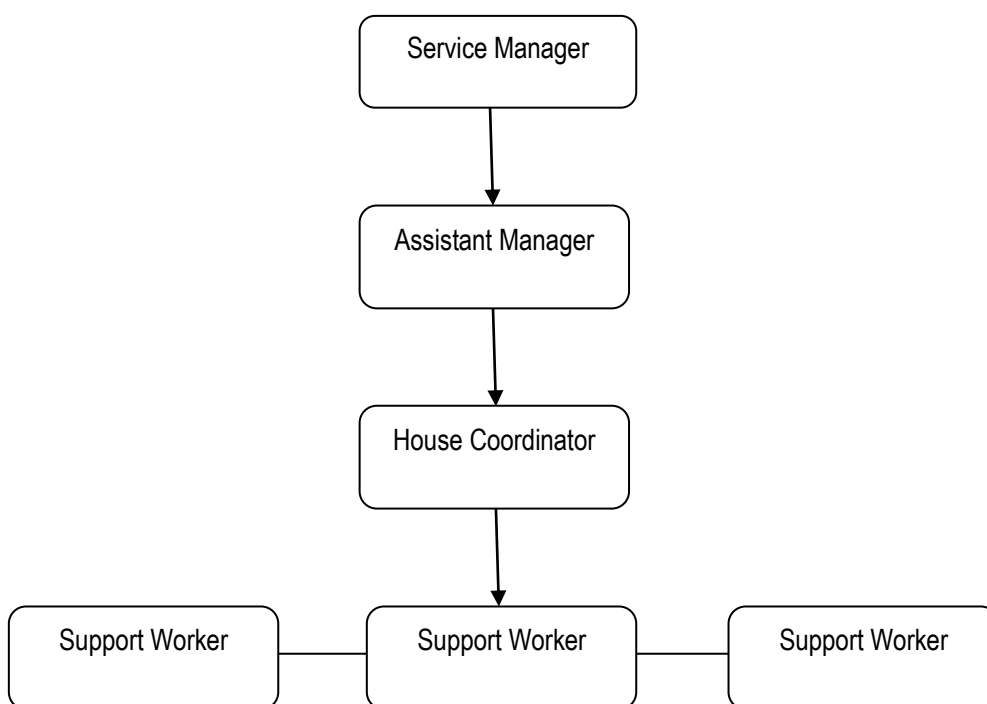 Service Manager
Assistant Manager
House Coordinator
Support Worker
Support Worker
Support Worker